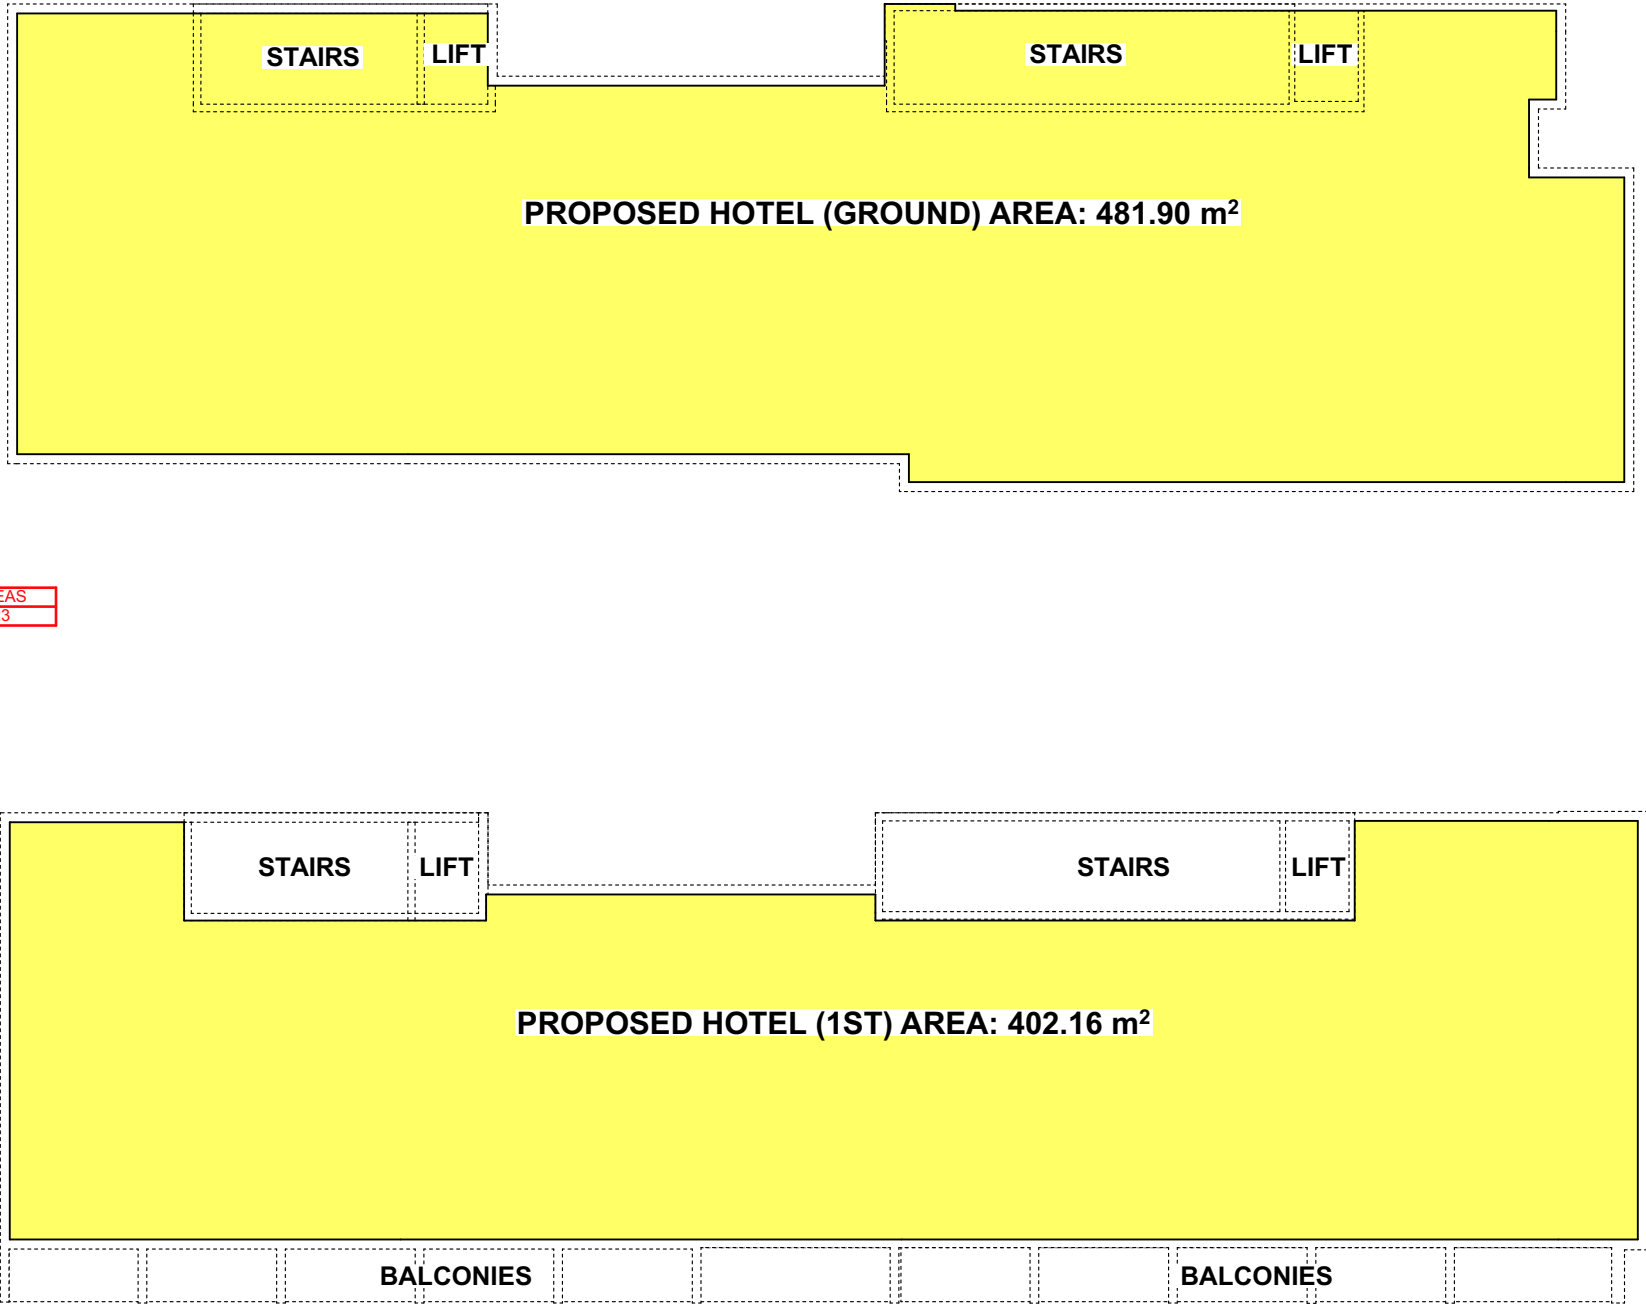 STAIRS LIFT STAIRS LIFT
PROPOSED HOTEL (GROUND) AREA: 481.90 m²
EAS
3
STAIRS LIFT STAIRS LIFT
PROPOSED HOTEL (1ST) AREA: 402.16 m²
BALCONIES BALCONIES